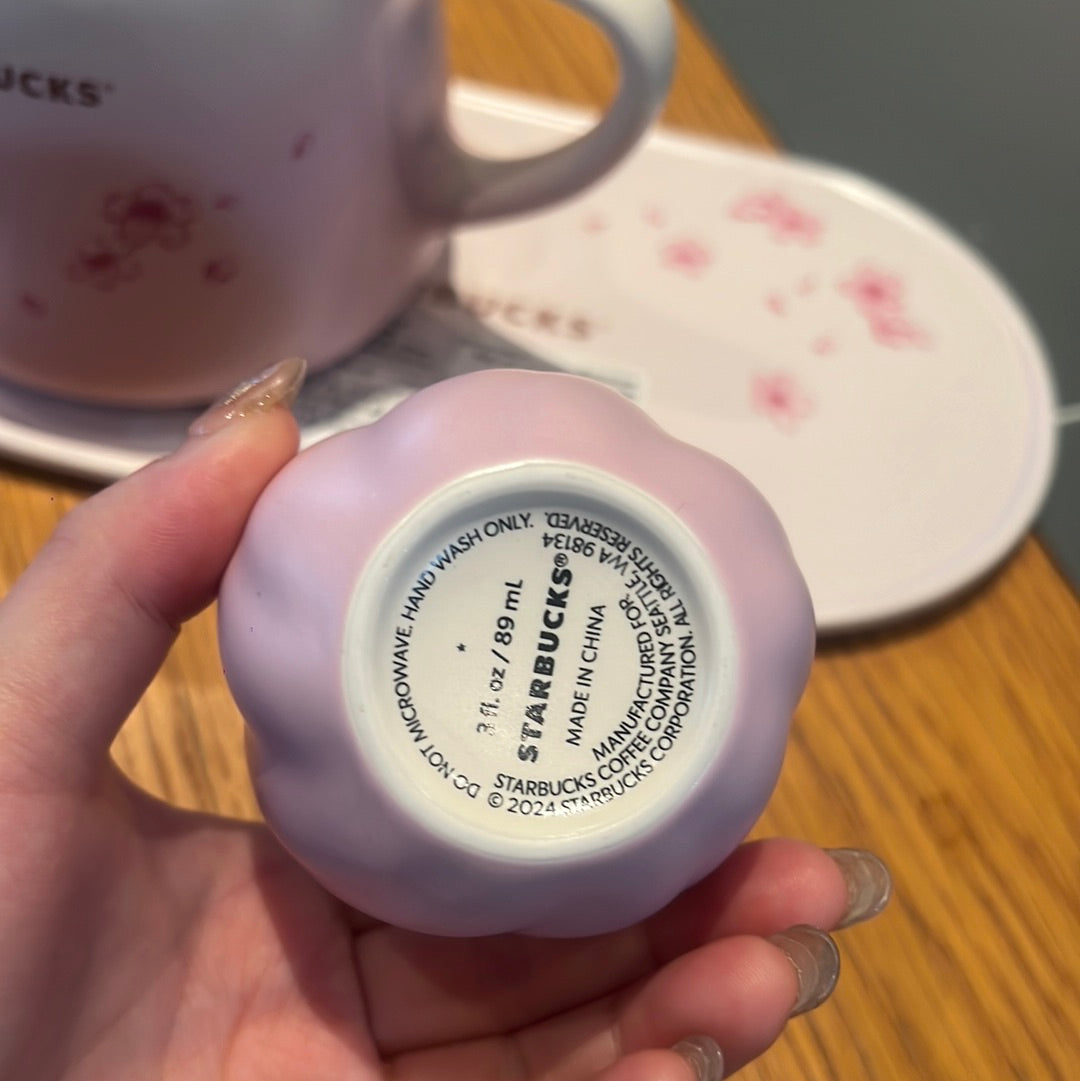 UCKS®
UCKS
DO NOT MICROWAVE. HAND WASH ONLY.
3 fl. oz / 89 mL
STARBUCKS®
MADE IN CHINA
MANUFACTURED FOR:
STARBUCKS COFFEE COMPANY SEATTLE, WA 98134
© 2024 STARBUCKS CORPORATION. ALL RIGHTS RESERVED.